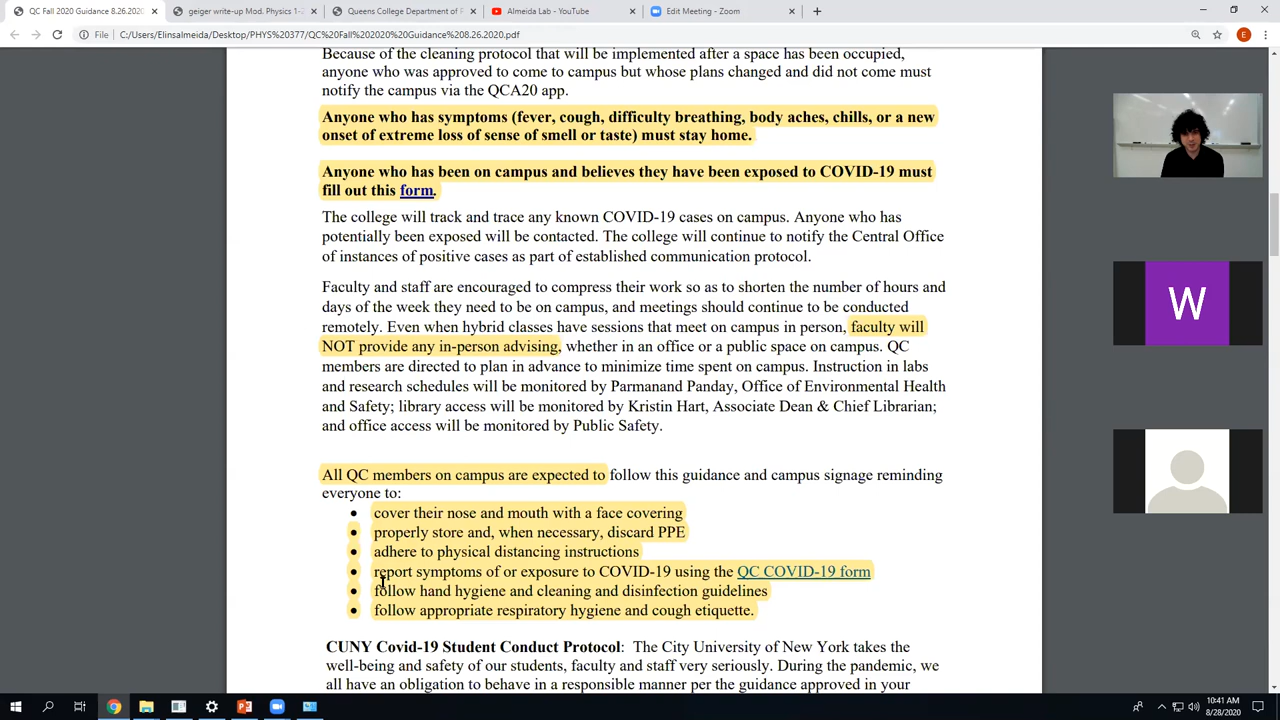 QC Fall 2020 Guidance 8.26.2020
geiger write-up Mod. Physics 1-
Queens College Department of F
Almeida Lab - YouTube
Edit Meeting - Zoom
File
C:/Users/Elinsalmeida/Desktop/PHYS%20377/QC%20Fall%202020%20Guidance%208.26.2020.pdf
E
Because of the cleaning protocol that will be implemented after a space has been occupied,
anyone who was approved to come to campus but whose plans changed and did not come must
notify the campus via the QCA20 app.
Anyone who has symptoms (fever, cough, difficulty breathing, body aches, chills, or a new
onset of extreme loss of sense of smell or taste) must stay home.
Anyone who has been on campus and believes they have been exposed to COVID-19 must
fill out this form.
The college will track and trace any known COVID-19 cases on campus. Anyone who has
potentially been exposed will be contacted. The college will continue to notify the Central Office
of instances of positive cases as part of established communication protocol.
Faculty and staff are encouraged to compress their work so as to shorten the number of hours and
days of the week they need to be on campus, and meetings should continue to be conducted
remotely. Even when hybrid classes have sessions that meet on campus in person, faculty will
NOT provide any in-person advising, whether in an office or a public space on campus. QC
members are directed to plan in advance to minimize time spent on campus. Instruction in labs
and research schedules will be monitored by Parmanand Panday, Office of Environmental Health
and Safety; library access will be monitored by Kristin Hart, Associate Dean & Chief Librarian;
and office access will be monitored by Public Safety.
All QC members on campus are expected to follow this guidance and campus signage reminding
everyone to:
• cover their nose and mouth with a face covering
• properly store and, when necessary, discard PPE
• adhere to physical distancing instructions
• report symptoms of or exposure to COVID-19 using the QC COVID-19 form
• follow hand hygiene and cleaning and disinfection guidelines
• follow appropriate respiratory hygiene and cough etiquette.
CUNY Covid-19 Student Conduct Protocol: The City University of New York takes the
well-being and safety of our students, faculty and staff very seriously. During the pandemic, we
all have an obligation to behave in a responsible manner per the guidance approved in your
W
10:41 AM
8/28/2020